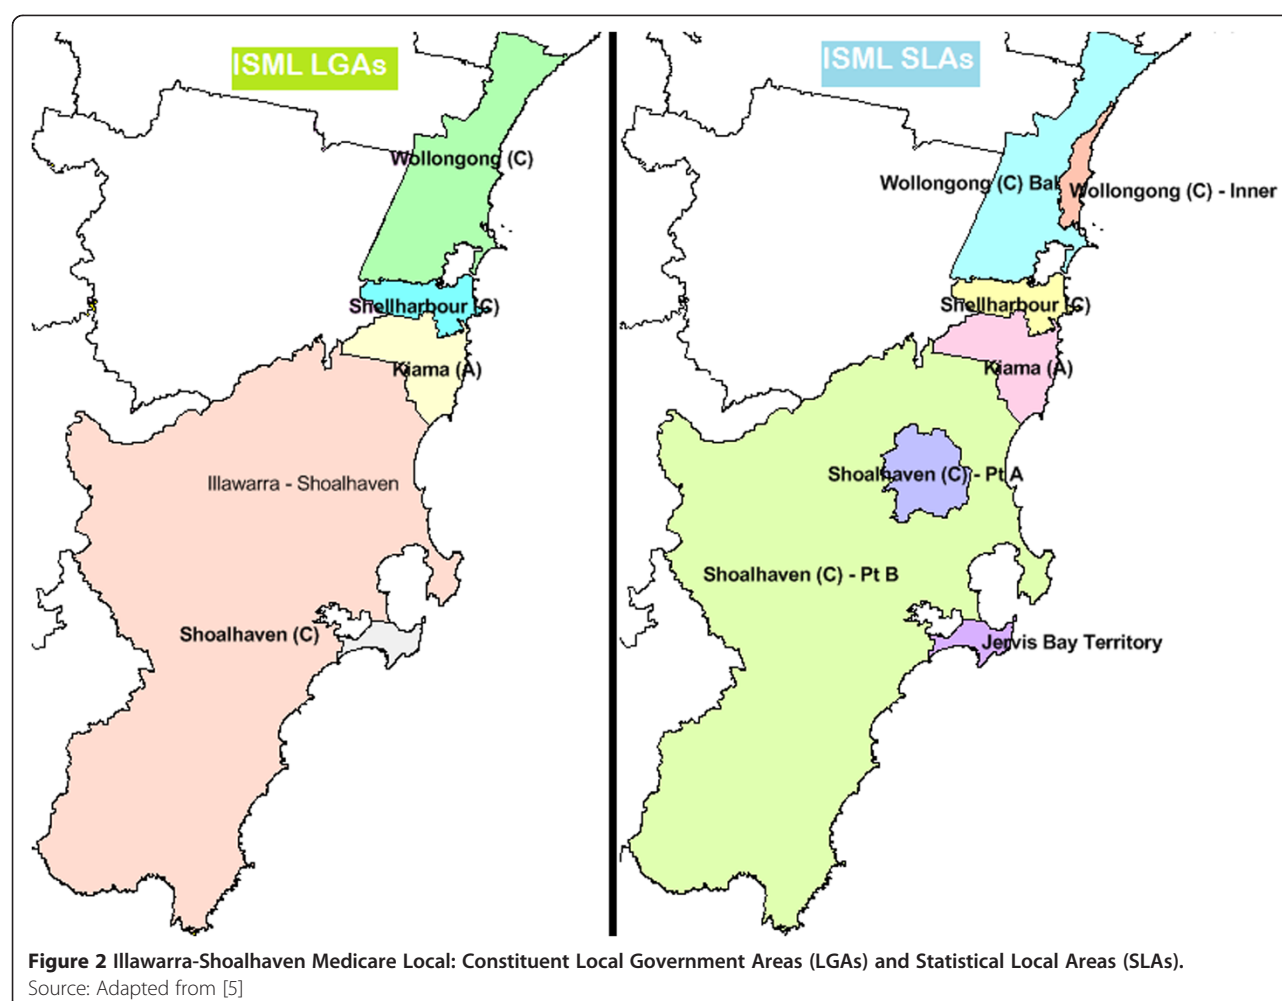 ISML LGAs
Wollongong (C)
Shellharbour (C)
Kiama (A)
Illawarra - Shoalhaven
Shoalhaven (C)
ISML SLAs
Wollongong (C) Bal
Wollongong (C) - Inner
Shellharbour (C)
Kiama (A)
Shoalhaven (C) - Pt A
Shoalhaven (C) - Pt B
Jervis Bay Territory
Figure 2 Illawarra-Shoalhaven Medicare Local: Constituent Local Government Areas (LGAs) and Statistical Local Areas (SLAs).
Source: Adapted from [5]